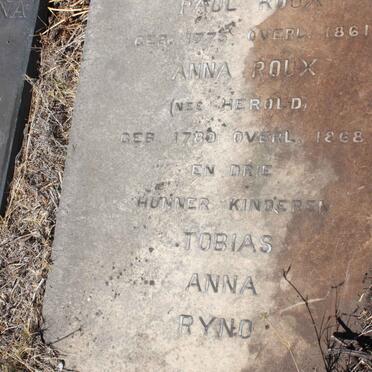 PAUL ROUX
GEB. 1775 OVERL. 1861
ANNA ROUX
(NEE HEROLD)
GEB. 1780 OVERL. 1868
EN DRIE
HUNNER KINDEREN
TOBIAS
ANNA
RYNO